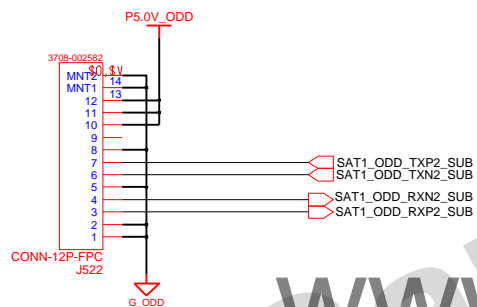 P5.0V_ODD
3708-002582
$0.$V
MNT2
14
MNT1
13
12
11
10
9
8
7
SAT1_ODD_TXP2_SUB
6
SAT1_ODD_TXN2_SUB
5
4
SAT1_ODD_RXN2_SUB
3
SAT1_ODD_RXP2_SUB
2
1
CONN-12P-FPC
J522
G_ODD